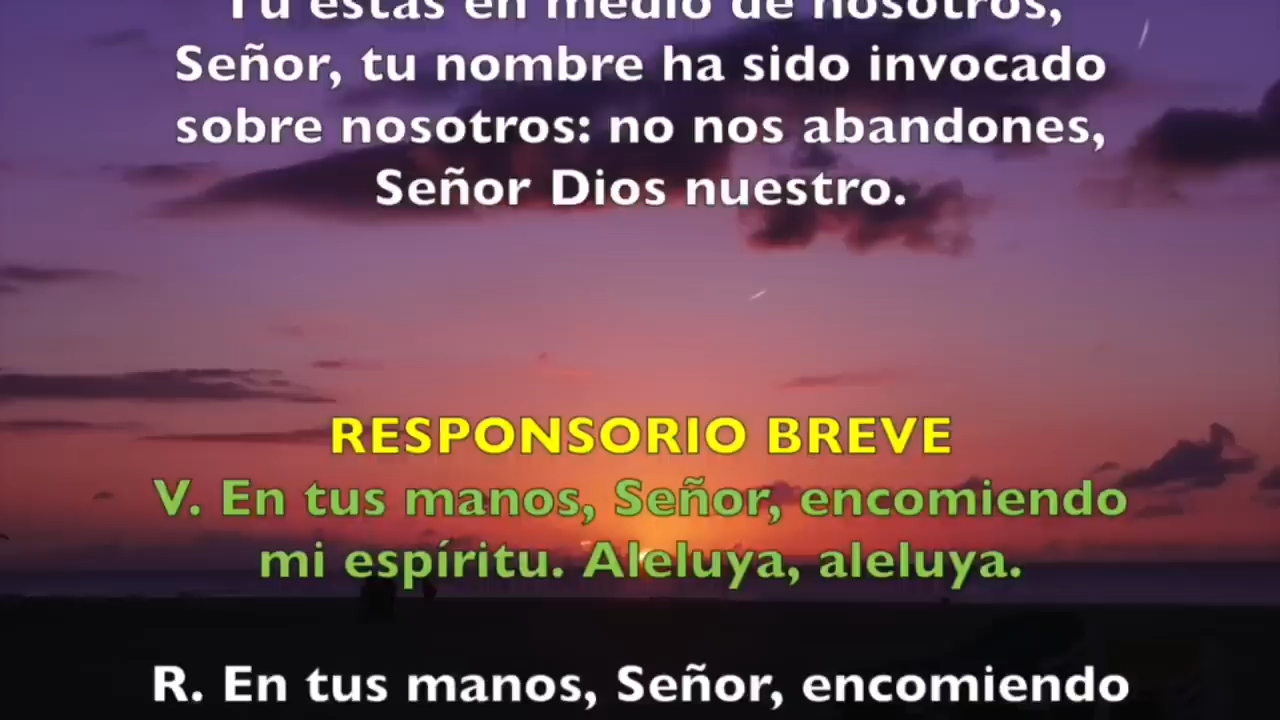 Tú estás en medio de nosotros,
Señor, tu nombre ha sido invocado
sobre nosotros: no nos abandones,
Señor Dios nuestro.
RESPONSORIO BREVE
V. En tus manos, Señor, encomiendo
mi espíritu. Aleluya, aleluya.
R. En tus manos, Señor, encomiendo